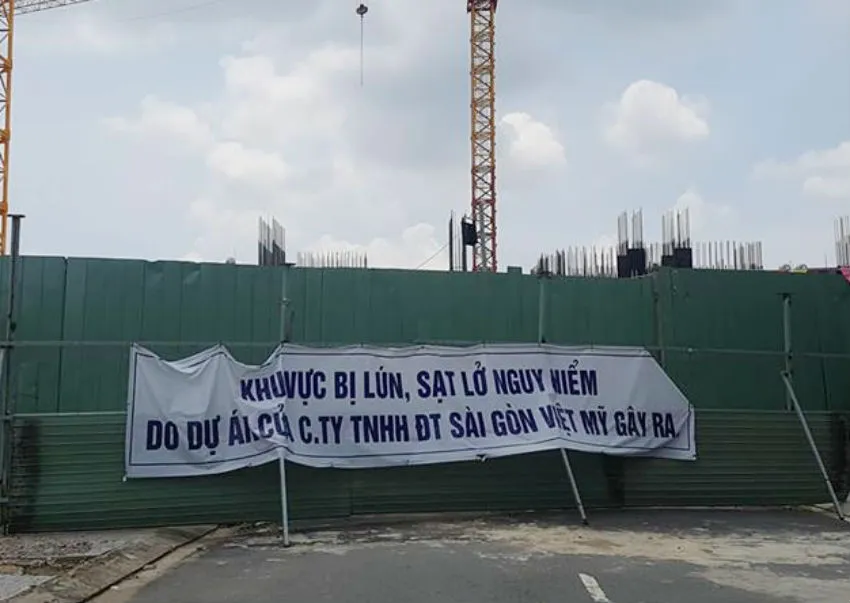 KHU VỰC BỊ LÚN, SẠT LỞ NGUY HIỂM
DO DỰ ÁN CỦA C.TY TNHH ĐT SÀI GÒN VIỆT MỸ GÂY RA